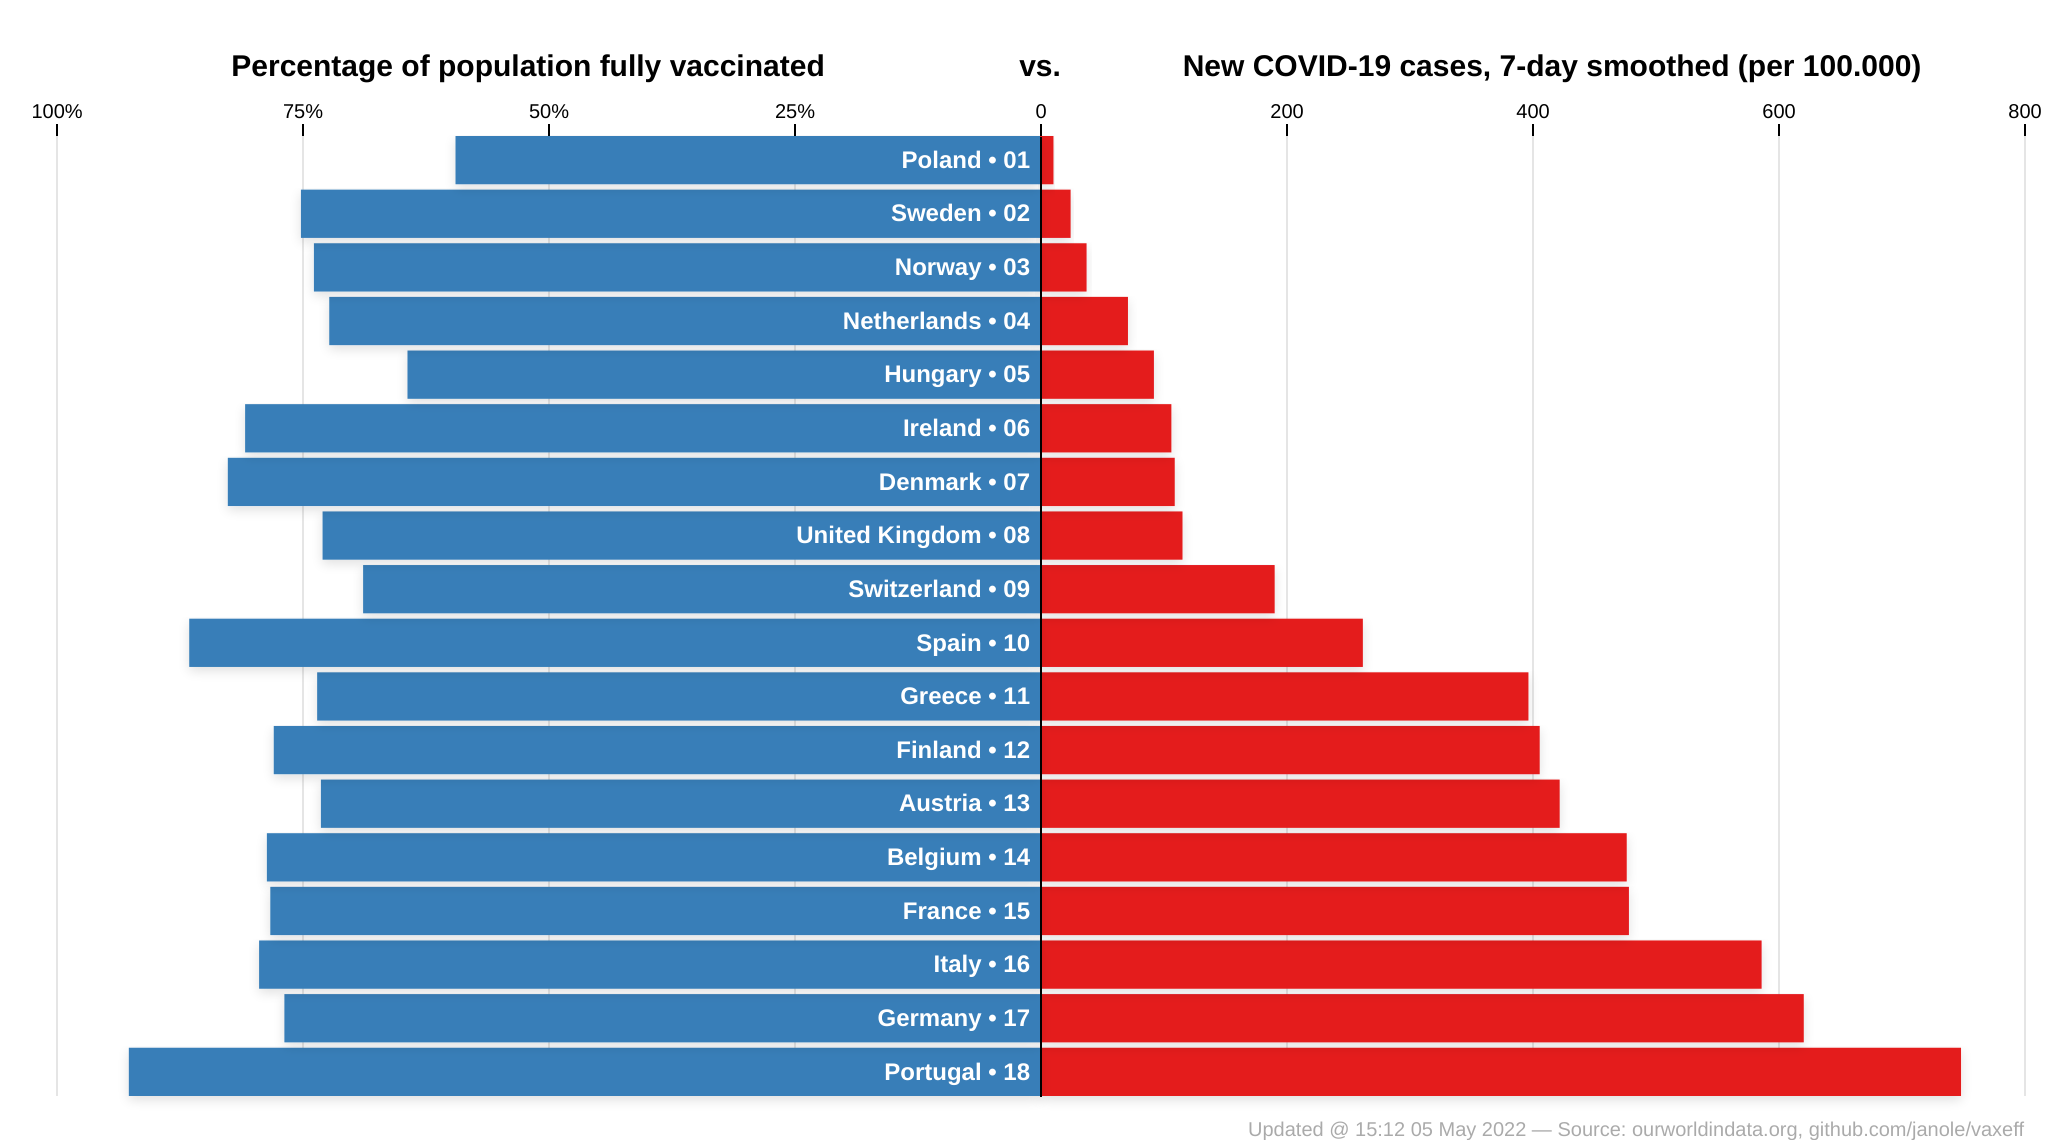 Percentage of population fully vaccinated vs. New COVID-19 cases, 7-day smoothed (per 100.000)
100% 75% 50% 25% 0 200 400 600 800
Poland • 01
Sweden • 02
Norway • 03
Netherlands • 04
Hungary • 05
Ireland • 06
Denmark • 07
United Kingdom • 08
Switzerland • 09
Spain • 10
Greece • 11
Finland • 12
Austria • 13
Belgium • 14
France • 15
Italy • 16
Germany • 17
Portugal • 18
Updated @ 15:12 05 May 2022 — Source: ourworldindata.org, github.com/janole/vaxeff